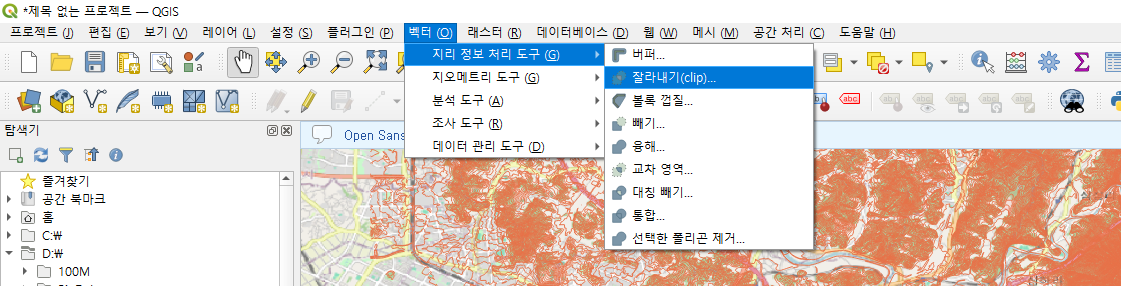 *제목 없는 프로젝트 — QGIS
프로젝트 (J) 편집 (E) 보기 (V) 레이어 (L) 설정 (S) 플러그인 (P) 벡터 (O) 래스터 (R) 데이터베이스 (D) 웹 (W) 메시 (M) 공간 처리 (C) 도움말 (H)
지리 정보 처리 도구 (G)
지오메트리 도구 (G)
분석 도구 (A)
조사 도구 (R)
데이터 관리 도구 (D)
버퍼...
잘라내기(clip)...
볼록 껍질...
빼기...
융해...
교차 영역...
대칭 빼기...
통합...
선택한 폴리곤 제거...
abc
abc
탐색기
Open Sans
즐겨찾기
공간 북마크
홈
C:₩
D:₩
100M